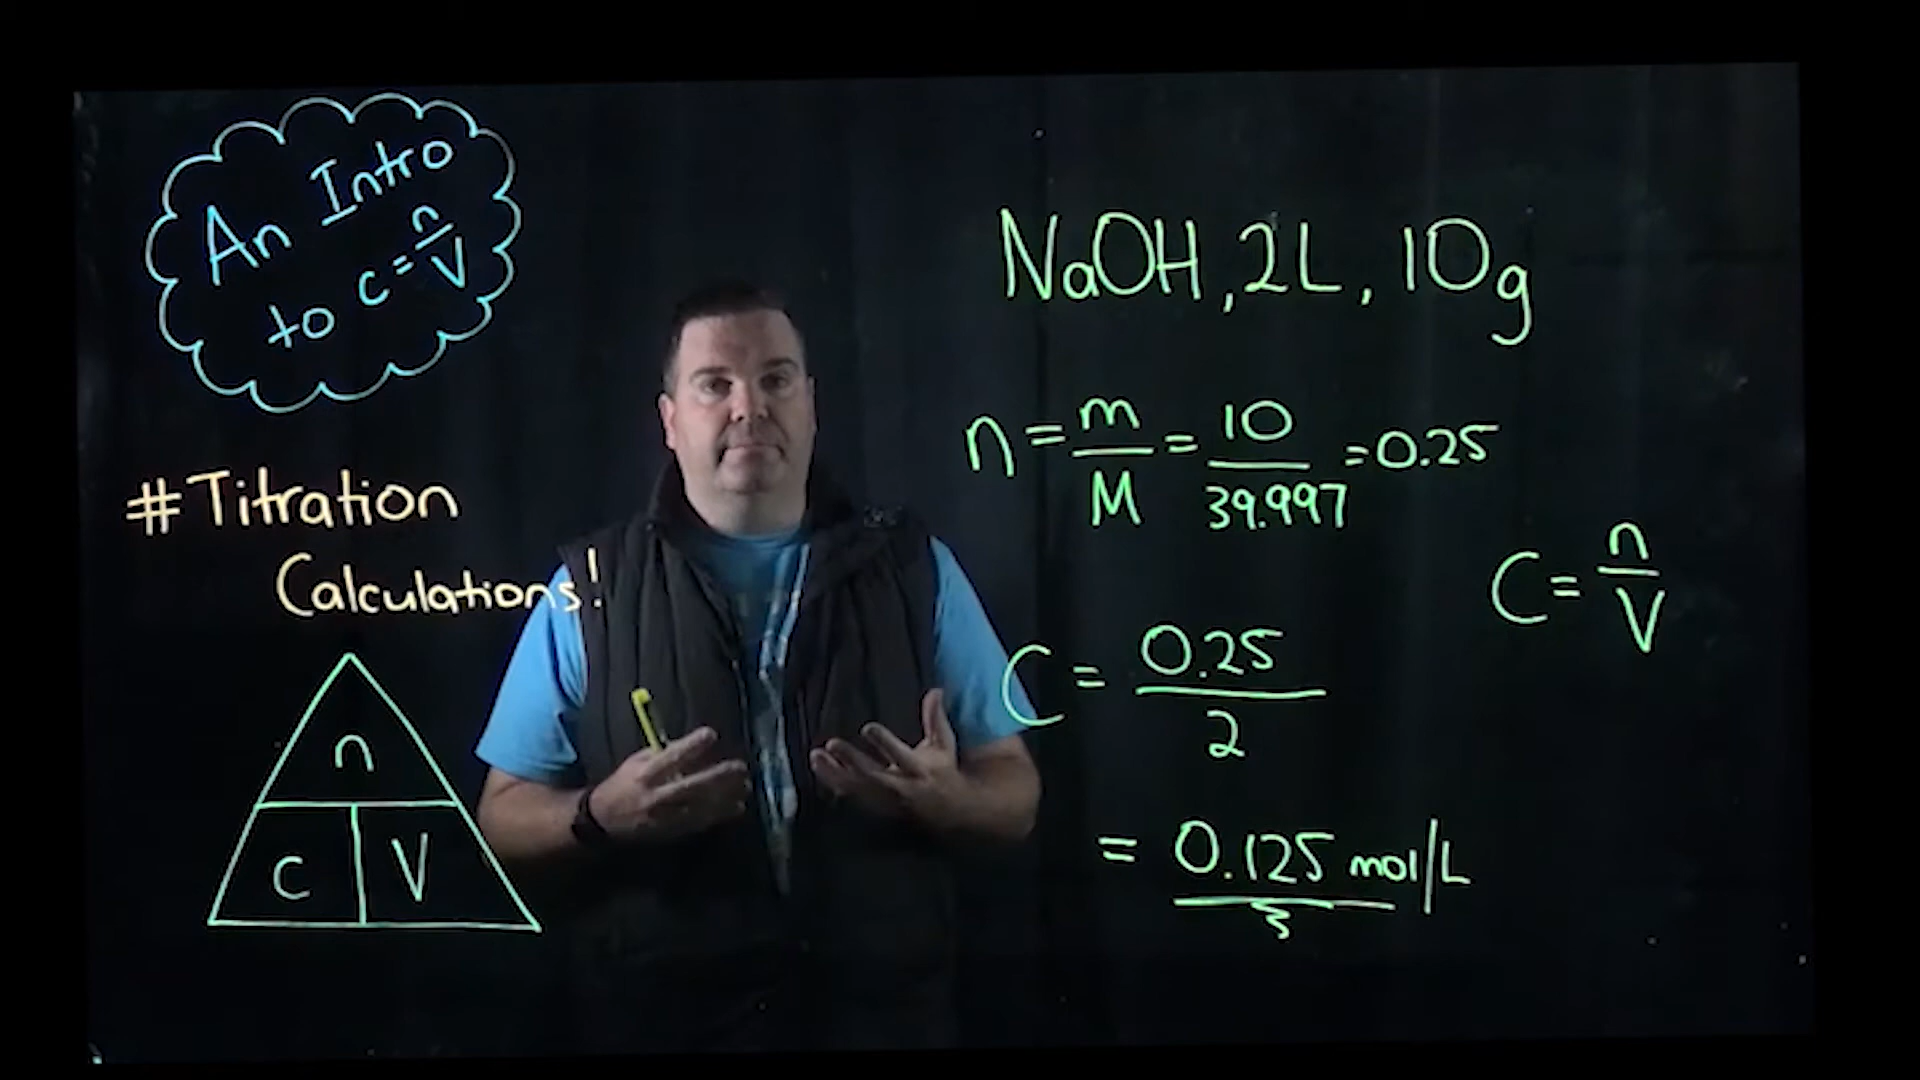 An Intro
to c = n/V
#Titration
Calculations!
n
C V
NaOH, 2L, 10g
n = m/M = 10/39.997 = 0.25
C = n/V
C = 0.25/2
= 0.125 mol/L